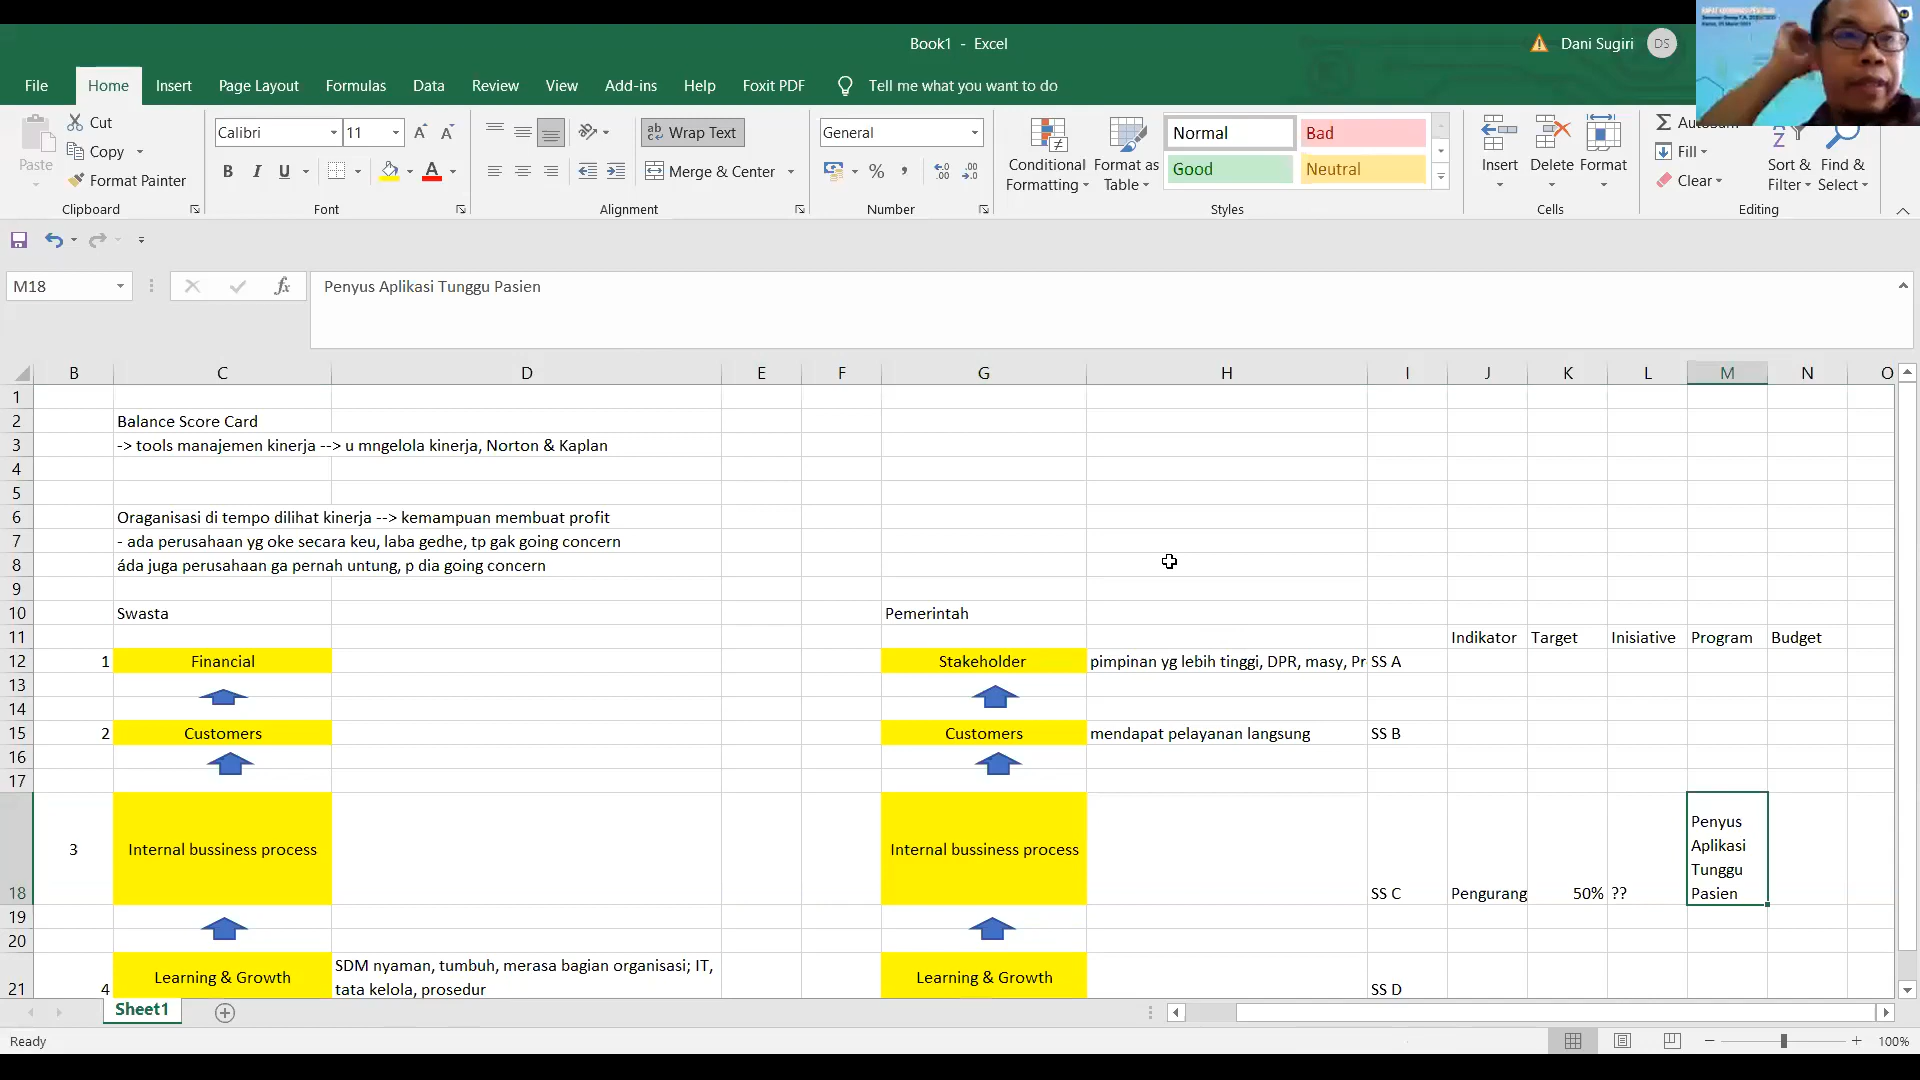 Book1 - Excel
Dani Sugiri
DS
File Home Insert Page Layout Formulas Data Review View Add-ins Help Foxit PDF Tell me what you want to do
Cut
Copy
Format Painter
Paste
Clipboard
Calibri 11
B I U
Font
Wrap Text
Merge & Center
Alignment
General
Number
Conditional Formatting
Format as Table
Normal Bad
Good Neutral
Styles
Insert Delete Format
Cells
Fill
Clear
Sort & Filter
Find & Select
Editing
M18
fx
Penyus Aplikasi Tunggu Pasien
B C D E F G H I J K L M N O
1
2 Balance Score Card
3 -> tools manajemen kinerja --> u mngelola kinerja, Norton & Kaplan
4
5
6 Oraganisasi di tempo dilihat kinerja --> kemampuan membuat profit
7 - ada perusahaan yg oke secara keu, laba gedhe, tp gak going concern
8 áda juga perusahaan ga pernah untung, p dia going concern
9
10 Swasta Pemerintah
11 Indikator Target Inisiative Program Budget
12 1 Financial Stakeholder pimpinan yg lebih tinggi, DPR, masy, Pr SS A
13
14
15 2 Customers Customers mendapat pelayanan langsung SS B
16
17
18 3 Internal bussiness process Internal bussiness process SS C Pengurang 50% ?? Penyus Aplikasi Tunggu Pasien
19
20
21 4 Learning & Growth SDM nyaman, tumbuh, merasa bagian organisasi; IT, tata kelola, prosedur Learning & Growth SS D
Sheet1
Ready
100%